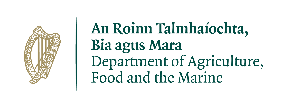 An Roinn Talmhaíochta,
Bia agus Mara
Department of Agriculture,
Food and the Marine